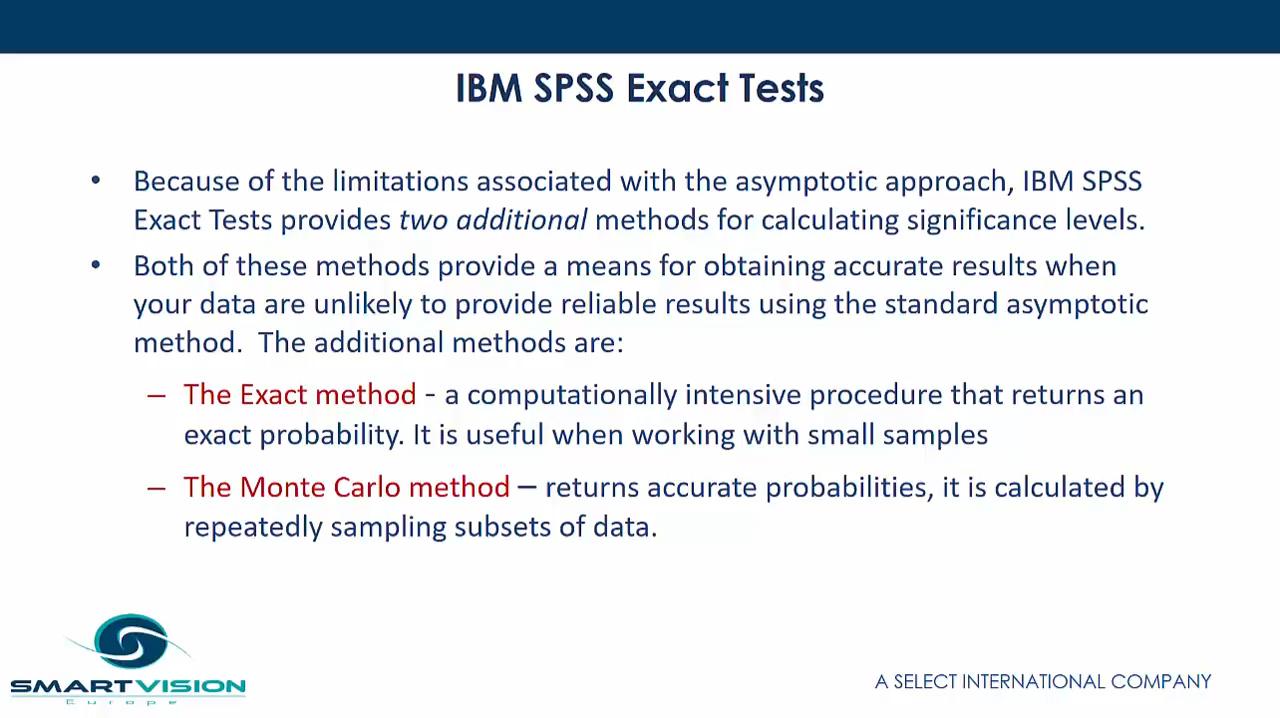 IBM SPSS Exact Tests
• Because of the limitations associated with the asymptotic approach, IBM SPSS
Exact Tests provides two additional methods for calculating significance levels.
• Both of these methods provide a means for obtaining accurate results when
your data are unlikely to provide reliable results using the standard asymptotic
method.  The additional methods are:
– The Exact method - a computationally intensive procedure that returns an
exact probability. It is useful when working with small samples
– The Monte Carlo method – returns accurate probabilities, it is calculated by
repeatedly sampling subsets of data.
SMARTVISION
Europe
A SELECT INTERNATIONAL COMPANY